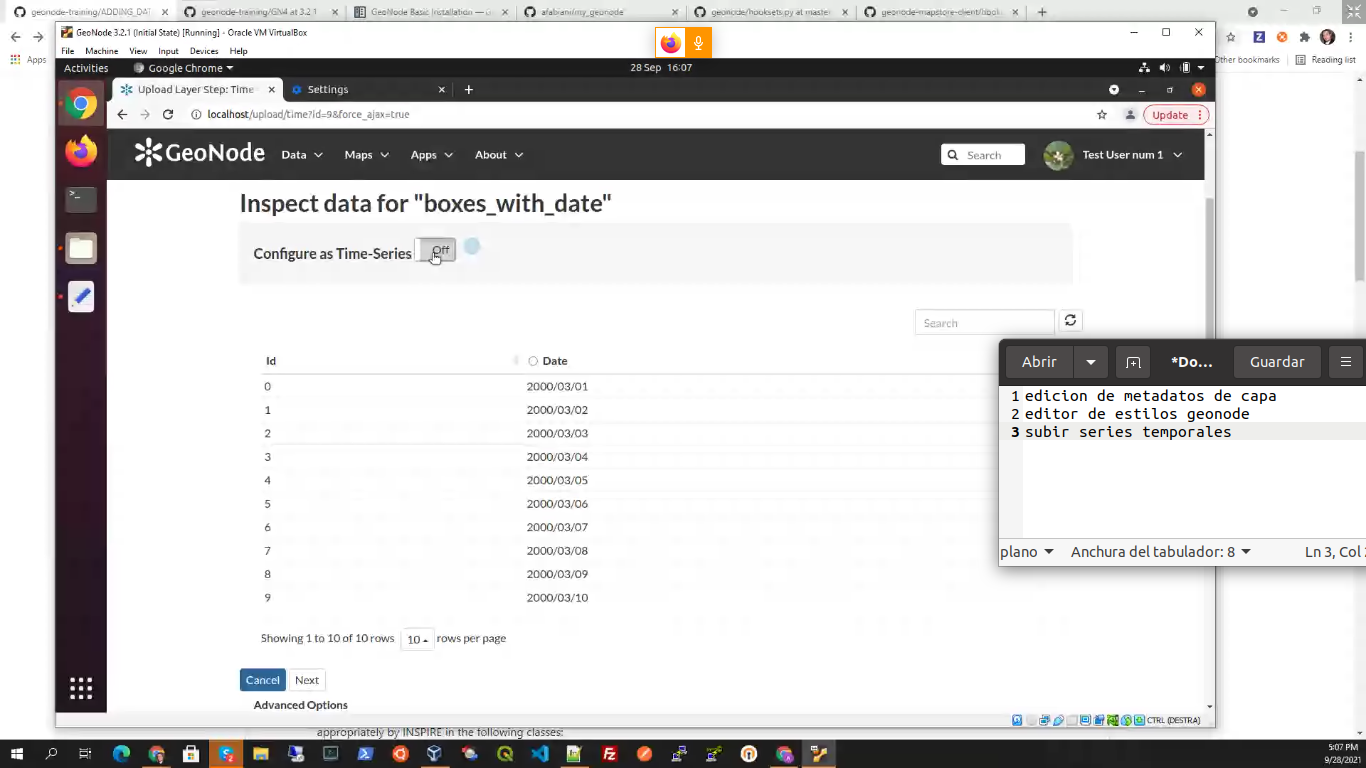 geonode-training/ADDING_DAT
geonode-training/GN4 at 3.2.1
GeoNode Basic Installation —
afabiani/my_geonode
geonode/hooksets.py at master
geonode-mapstore-client/
Apps
Other bookmarks
Reading list
GeoNode 3.2.1 (Initial State) [Running] - Oracle VM VirtualBox
File Machine View Input Devices Help
Activities
Google Chrome
28 Sep 16:07
Upload Layer Step: Time
Settings
localhost/upload/time?id=9&force_ajax=true
Update
GeoNode
Data
Maps
Apps
About
Search
Test User num 1
Inspect data for "boxes_with_date"
Configure as Time-Series
Off
Search
Id
Date
0 2000/03/01
1 2000/03/02
2 2000/03/03
3 2000/03/04
4 2000/03/05
5 2000/03/06
6 2000/03/07
7 2000/03/08
8 2000/03/09
9 2000/03/10
Showing 1 to 10 of 10 rows 10 rows per page
Cancel
Next
Advanced Options
Abrir
*Do...
Guardar
1 edicion de metadatos de capa
2 editor de estilos geonode
3 subir series temporales
plano
Anchura del tabulador: 8
Ln 3, Col
CTRL (DESTRA)
appropriately by INSPIRE in the following classes:
5:07 PM
9/28/2021